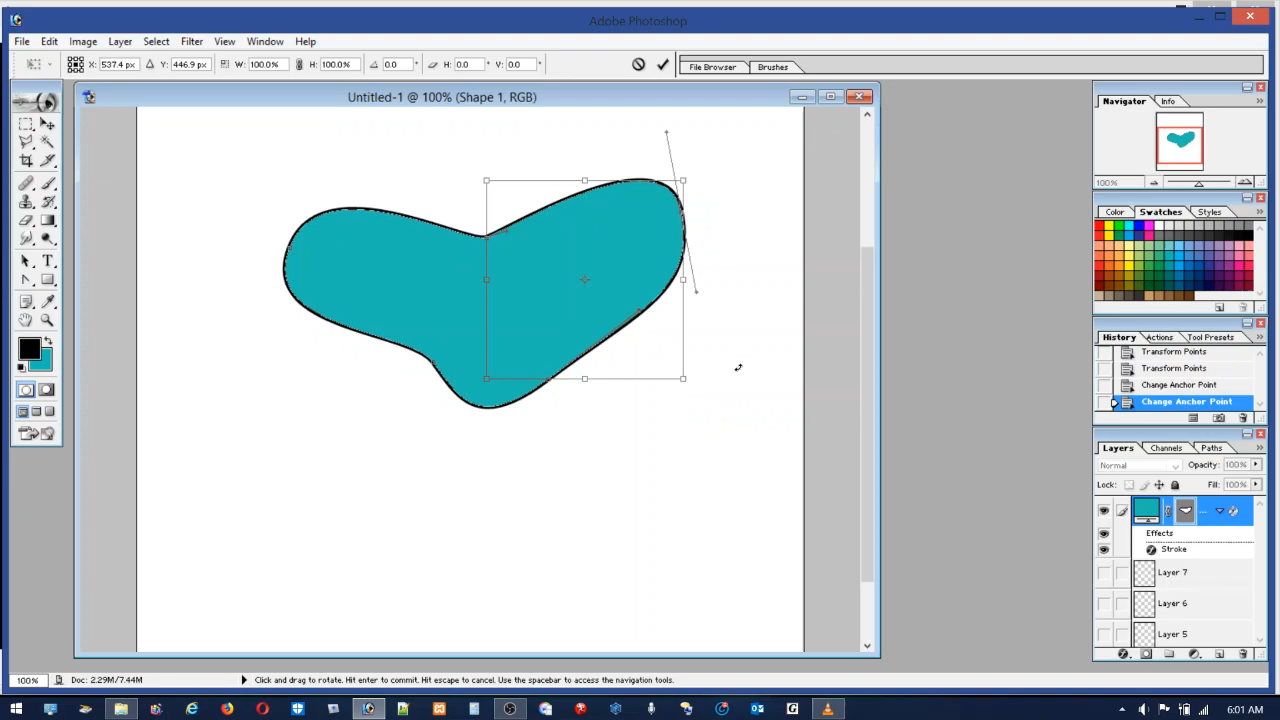 Adobe Photoshop
File Edit Image Layer Select Filter View Window Help
X: 537.4 px Y: 446.9 px W: 100.0% H: 100.0% 0.0 ° H: 0.0 ° V: 0.0 °
File Browser Brushes
Untitled-1 @ 100% (Shape 1, RGB)
Navigator Info
100%
Color Swatches Styles
History Actions Tool Presets
Transform Points
Transform Points
Change Anchor Point
Change Anchor Point
Layers Channels Paths
Normal Opacity: 100%
Lock: Fill: 100%
...
Effects
Stroke
Layer 7
Layer 6
Layer 5
100% Doc: 2.29M/7.44M Click and drag to rotate. Hit enter to commit. Hit escape to cancel. Use the spacebar to access the navigation tools.
6:01 AM